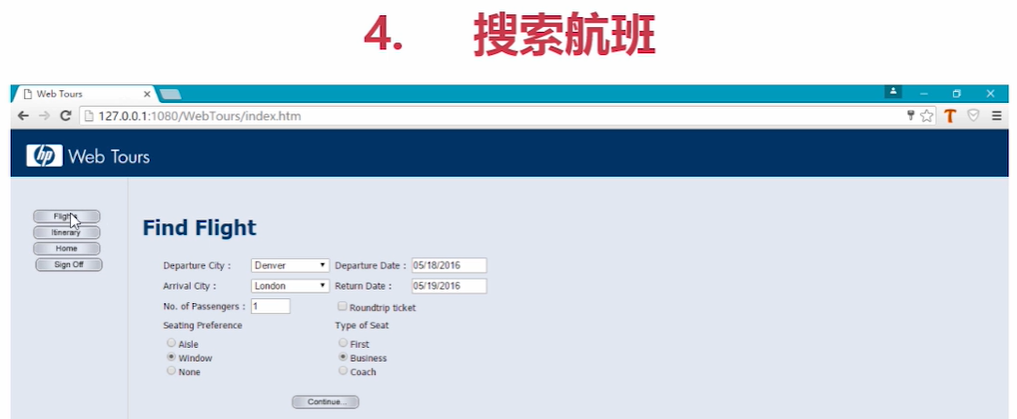 4. 搜索航班
Web Tours
127.0.0.1:1080/WebTours/index.htm
hp Web Tours
Flights
Itinerary
Home
Sign Off
Find Flight
Departure City : Denver Departure Date : 05/18/2016
Arrival City : London Return Date : 05/19/2016
No. of Passengers : 1 Roundtrip ticket
Seating Preference Type of Seat
Aisle First
Window Business
None Coach
Continue...